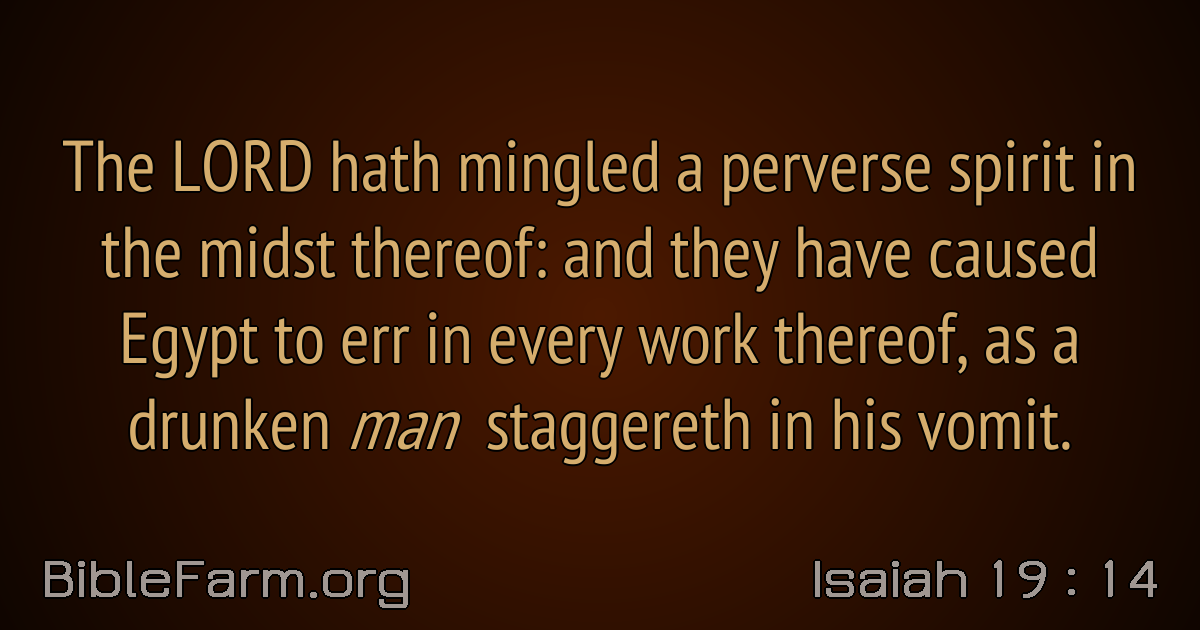 The LORD hath mingled a perverse spirit in
the midst thereof: and they have caused
Egypt to err in every work thereof, as a
drunken man staggereth in his vomit.
BibleFarm.org
Isaiah 19 : 14